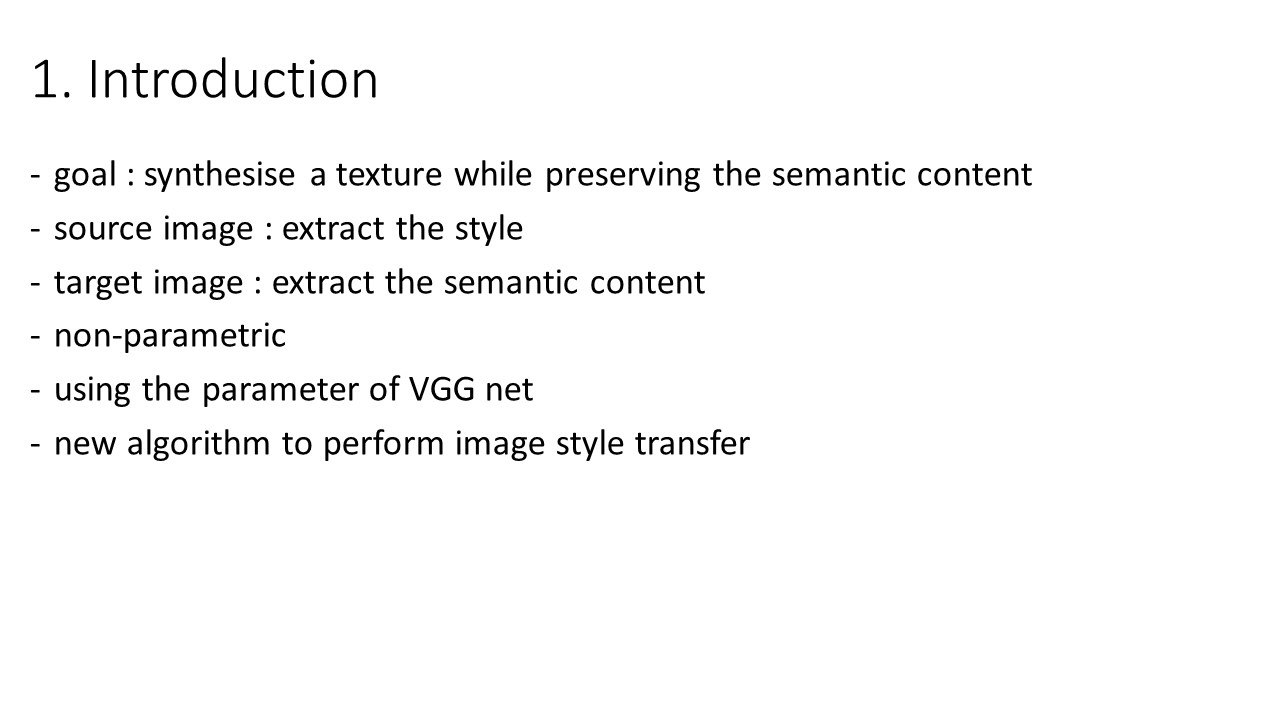 1. Introduction
- goal : synthesise a texture while preserving the semantic content
- source image : extract the style
- target image : extract the semantic content
- non-parametric
- using the parameter of VGG net
- new algorithm to perform image style transfer